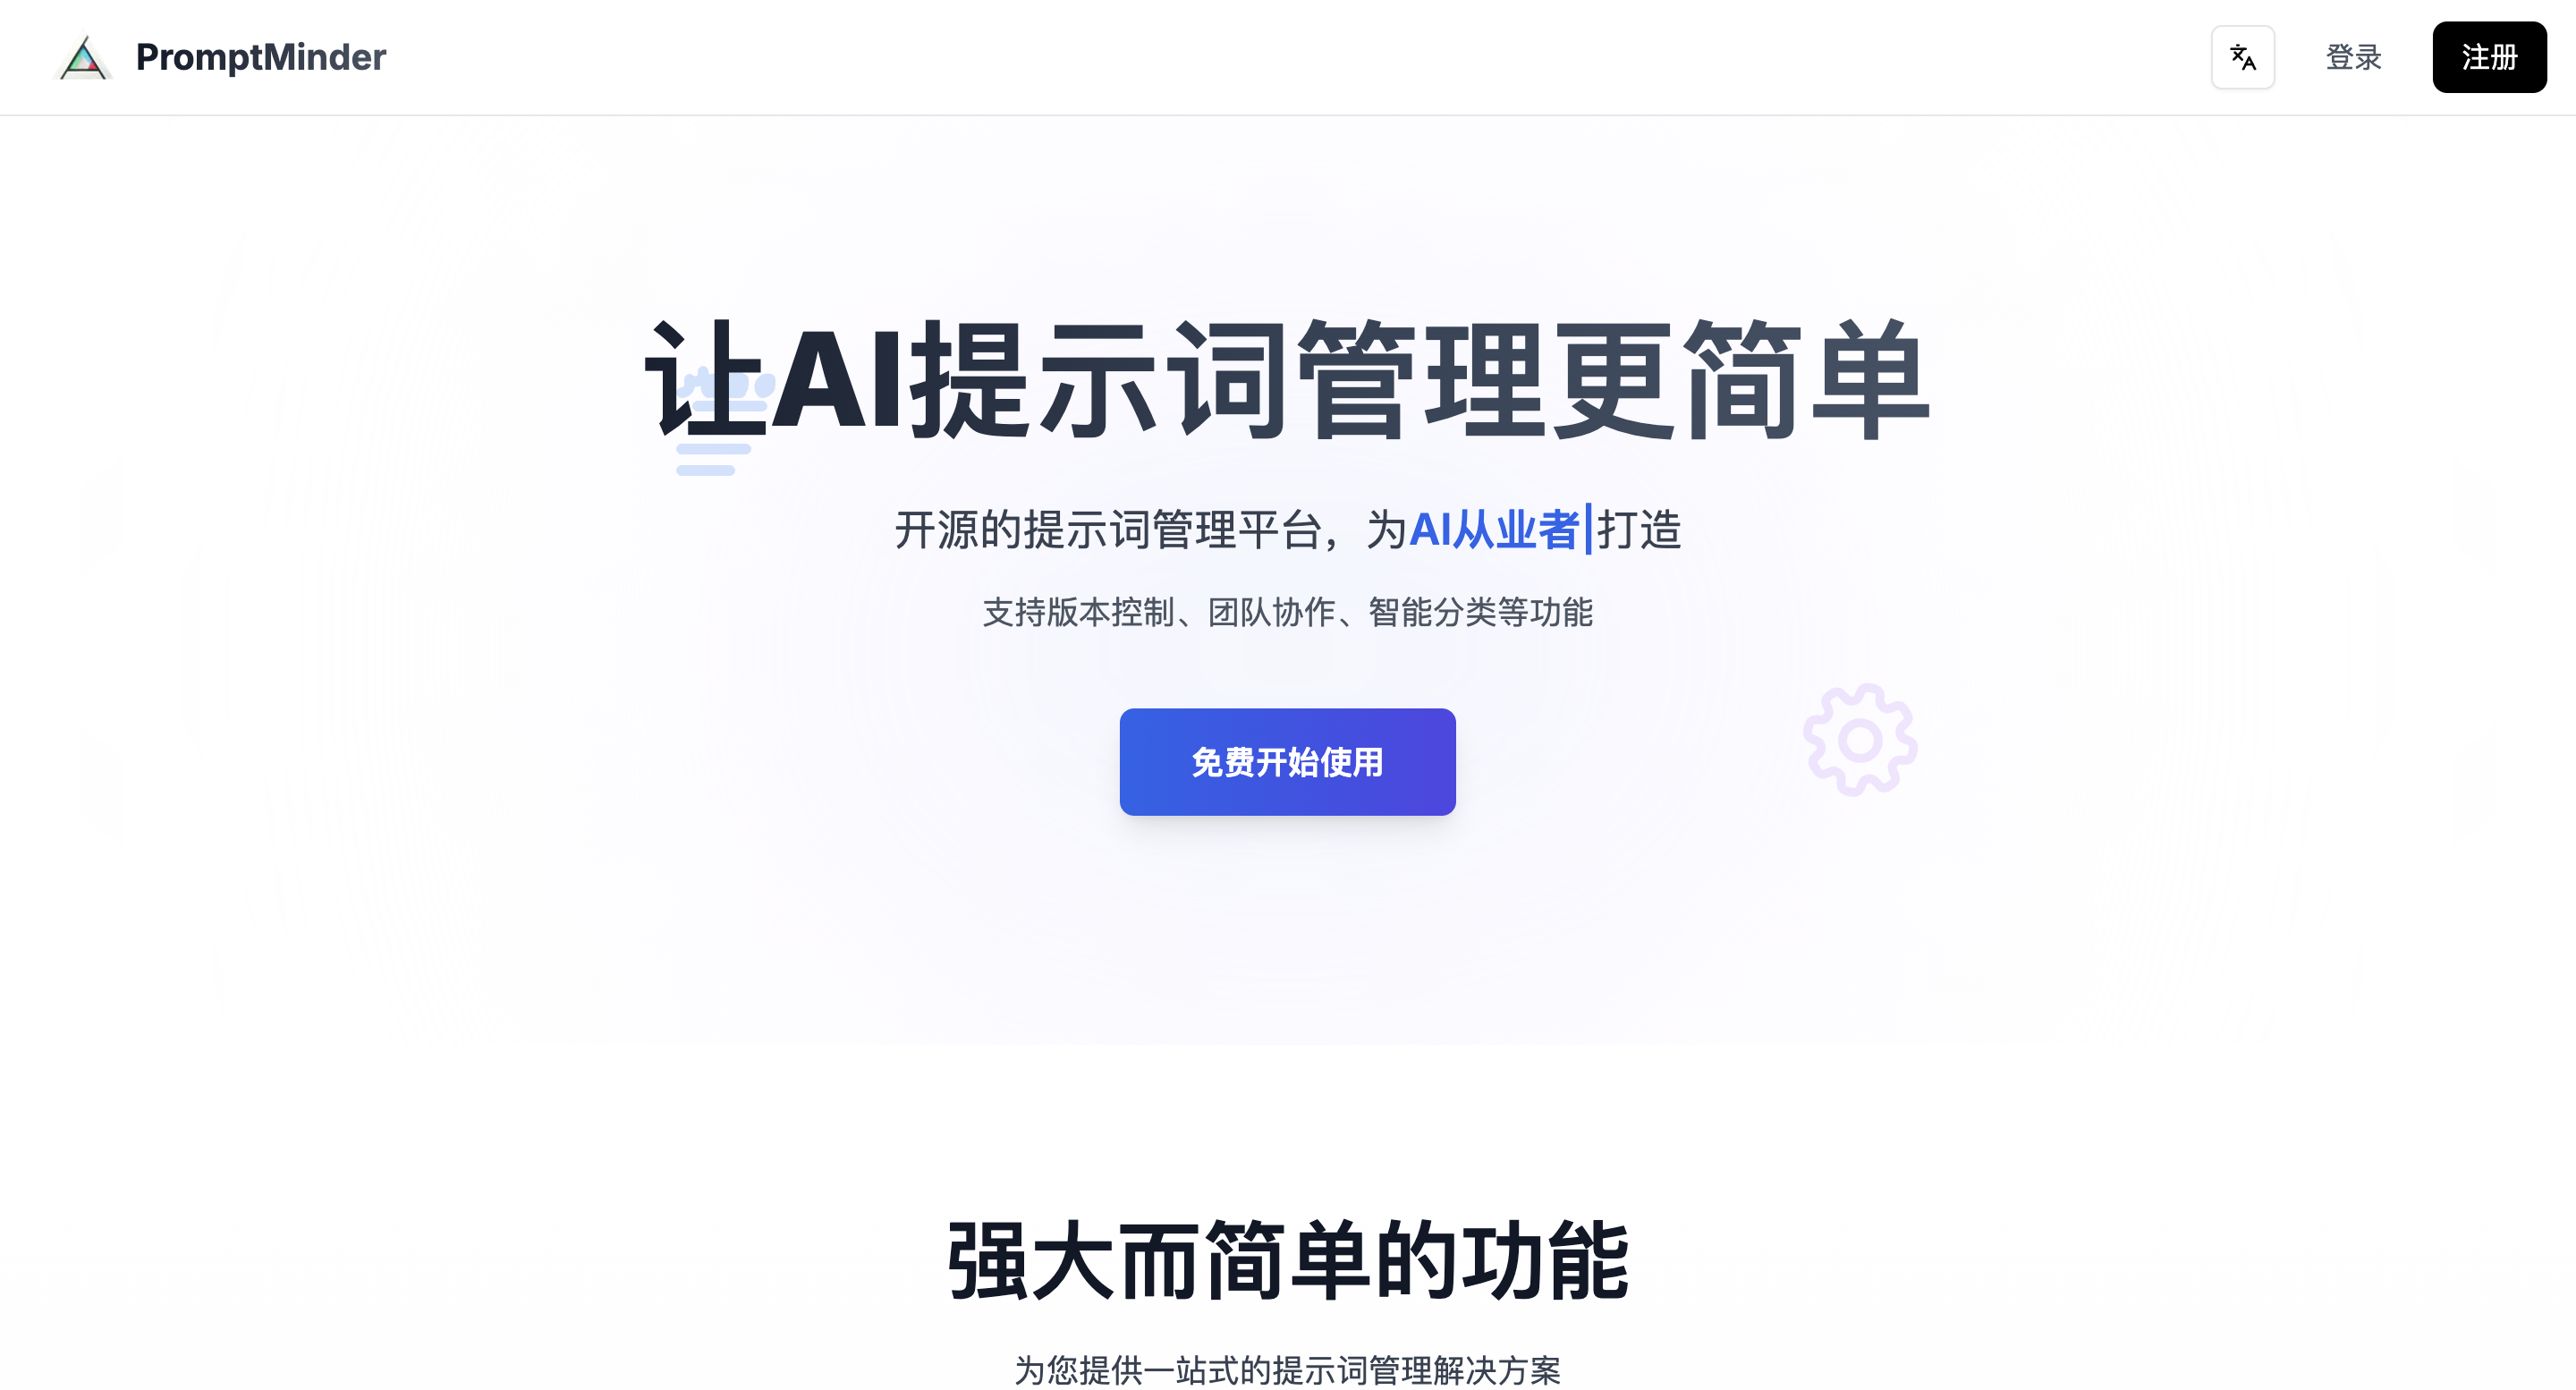 PromptMinder
登录
注册
让AI提示词管理更简单
开源的提示词管理平台，为AI从业者打造
支持版本控制、团队协作、智能分类等功能
免费开始使用
强大而简单的功能
为您提供一站式的提示词管理解决方案